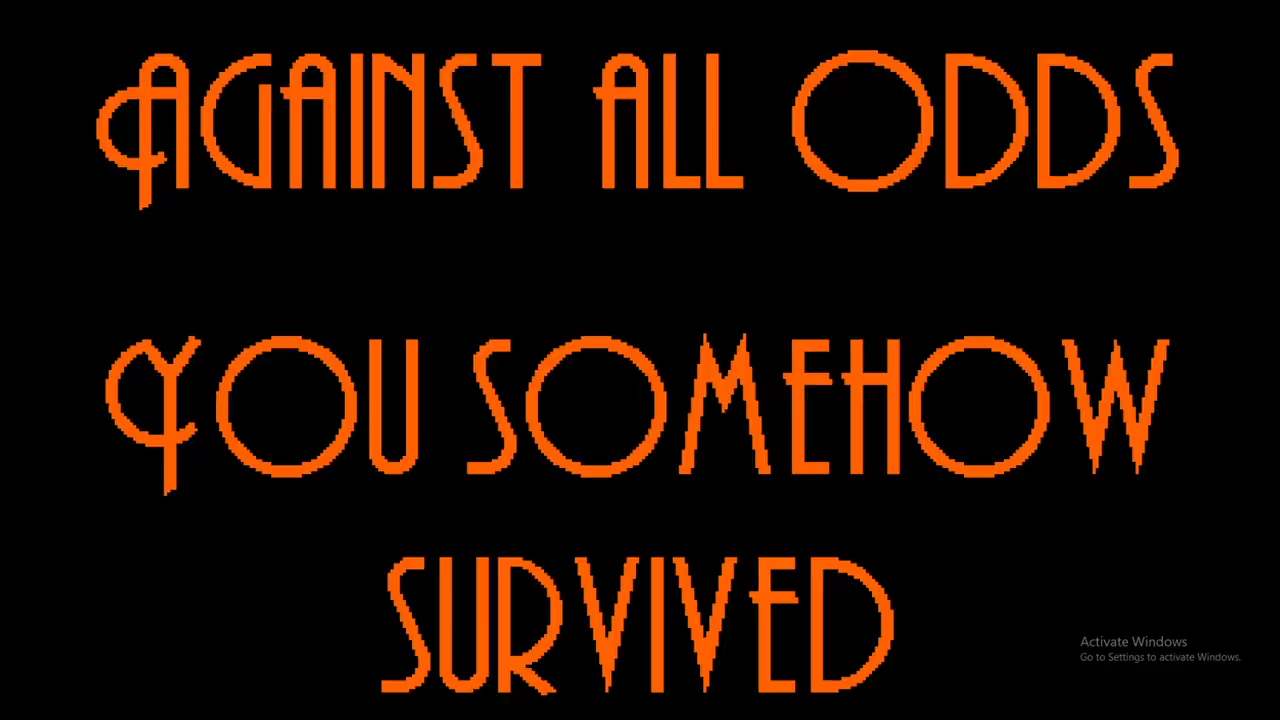 AGAINST ALL ODDS
YOU SOMEHOW
SURVIVED
Activate Windows
Go to Settings to activate Windows.